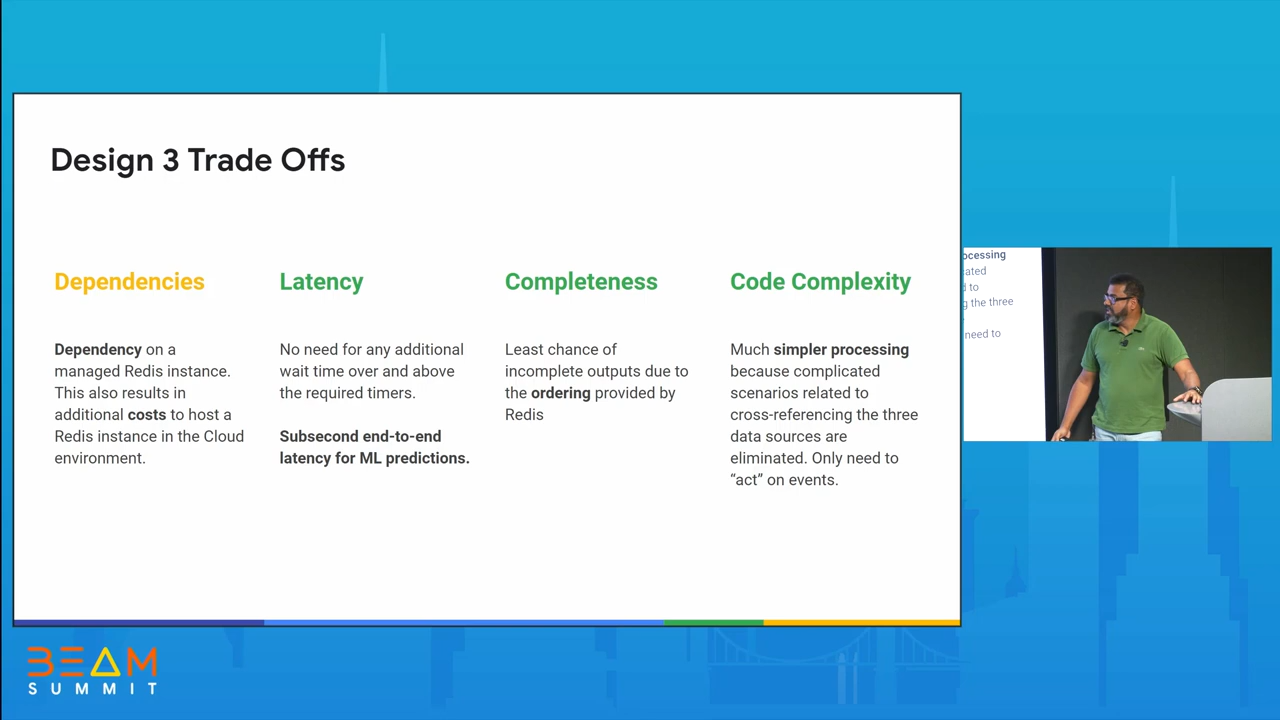 Design 3 Trade Offs
Dependencies
Dependency on a
managed Redis instance.
This also results in
additional costs to host a
Redis instance in the Cloud
environment.
Latency
No need for any additional
wait time over and above
the required timers.
Subsecond end-to-end
latency for ML predictions.
Completeness
Least chance of
incomplete outputs due to
the ordering provided by
Redis
Code Complexity
Much simpler processing
because complicated
scenarios related to
cross-referencing the three
data sources are
eliminated. Only need to
“act” on events.
ocessing
ated
d to
g the three
need to
BEAM
SUMMIT